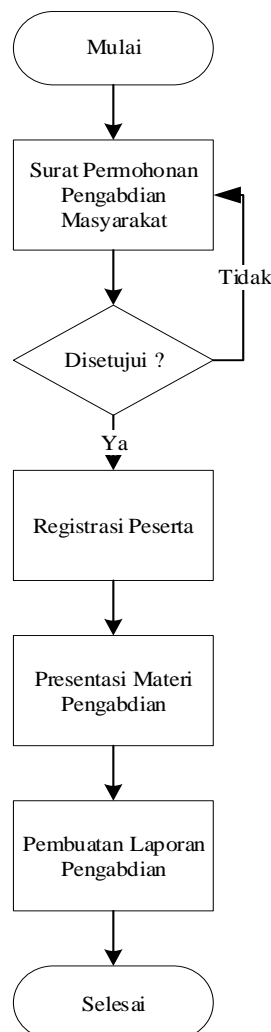 Mulai
Surat Permohonan
Pengabdian
Masyarakat
Tidak
Disetujui ?
Ya
Registrasi Peserta
Presentasi Materi
Pengabdian
Pembuatan Laporan
Pengabdian
Selesai